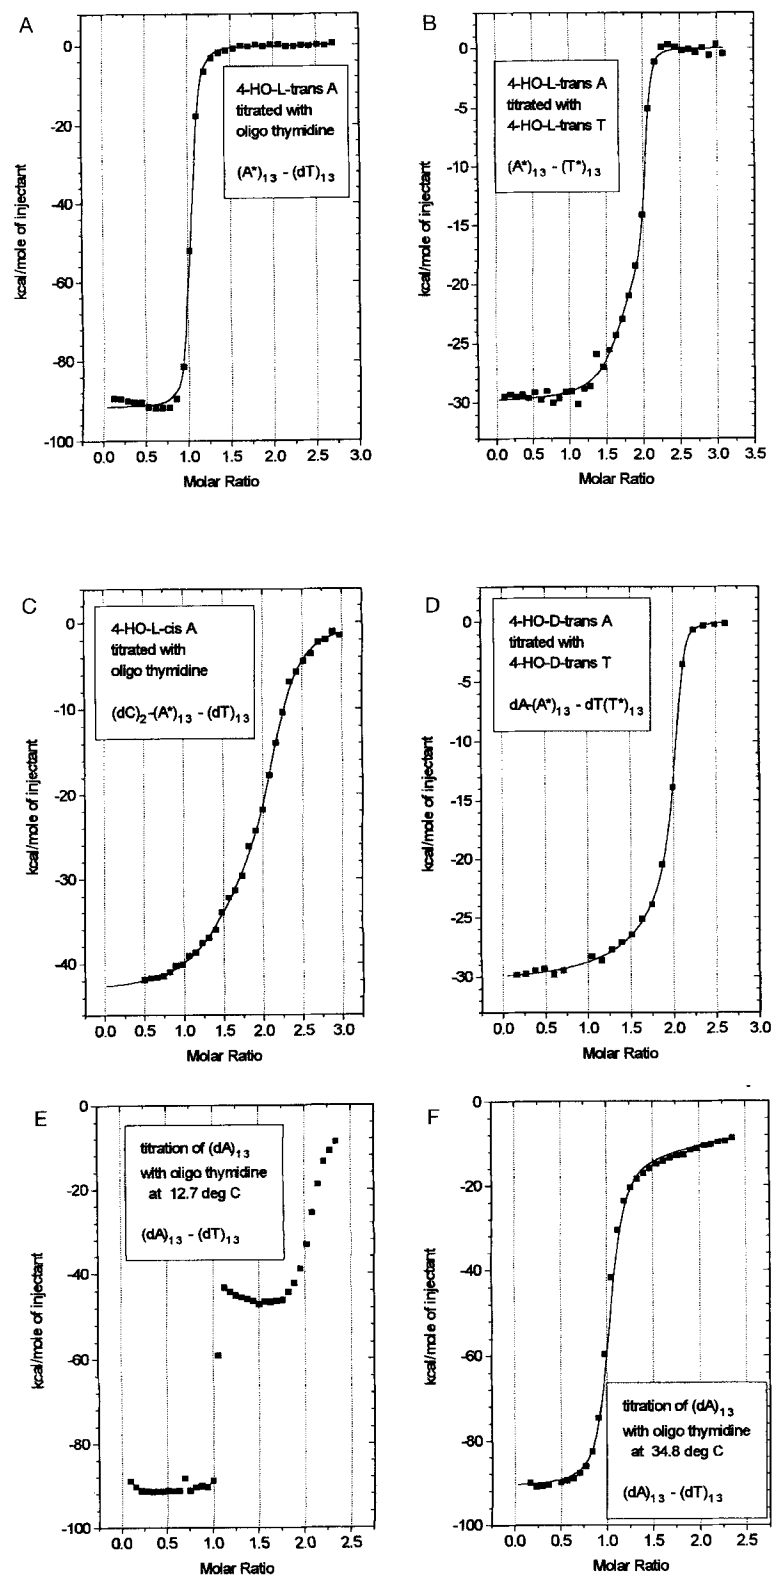 A
0
-20
-40
-60
-80
-100
kcal/mole of injectant
4-HO-L-trans A
titrated with
oligo thymidine
(A*)13 - (dT)13
0.0 0.5 1.0 1.5 2.0 2.5 3.0
Molar Ratio
B
0
-5
-10
-15
-20
-25
-30
kcal/mole of injectant
4-HO-L-trans A
titrated with
4-HO-L-trans T
(A*)13 - (T*)13
0.0 0.5 1.0 1.5 2.0 2.5 3.0 3.5
Molar Ratio
C
0
-10
-20
-30
-40
kcal/mole of injectant
4-HO-L-cis A
titrated with
oligo thymidine
(dC)2-(A*)13 - (dT)13
0.0 0.5 1.0 1.5 2.0 2.5 3.0
Molar Ratio
D
0
-5
-10
-15
-20
-25
-30
kcal/mole of injectant
4-HO-D-trans A
titrated with
4-HO-D-trans T
dA-(A*)13 - dT(T*)13
0.0 0.5 1.0 1.5 2.0 2.5 3.0
Molar Ratio
E
0
-20
-40
-60
-80
-100
kcal/mole of injectant
titration of (dA)13
with oligo thymidine
at 12.7 deg C
(dA)13 - (dT)13
0.0 0.5 1.0 1.5 2.0 2.5
Molar Ratio
F
0
-20
-40
-60
-80
-100
kcal/mole of injectant
titration of (dA)13
with oligo thymidine
at 34.8 deg C
(dA)13 - (dT)13
0.0 0.5 1.0 1.5 2.0 2.5
Molar Ratio